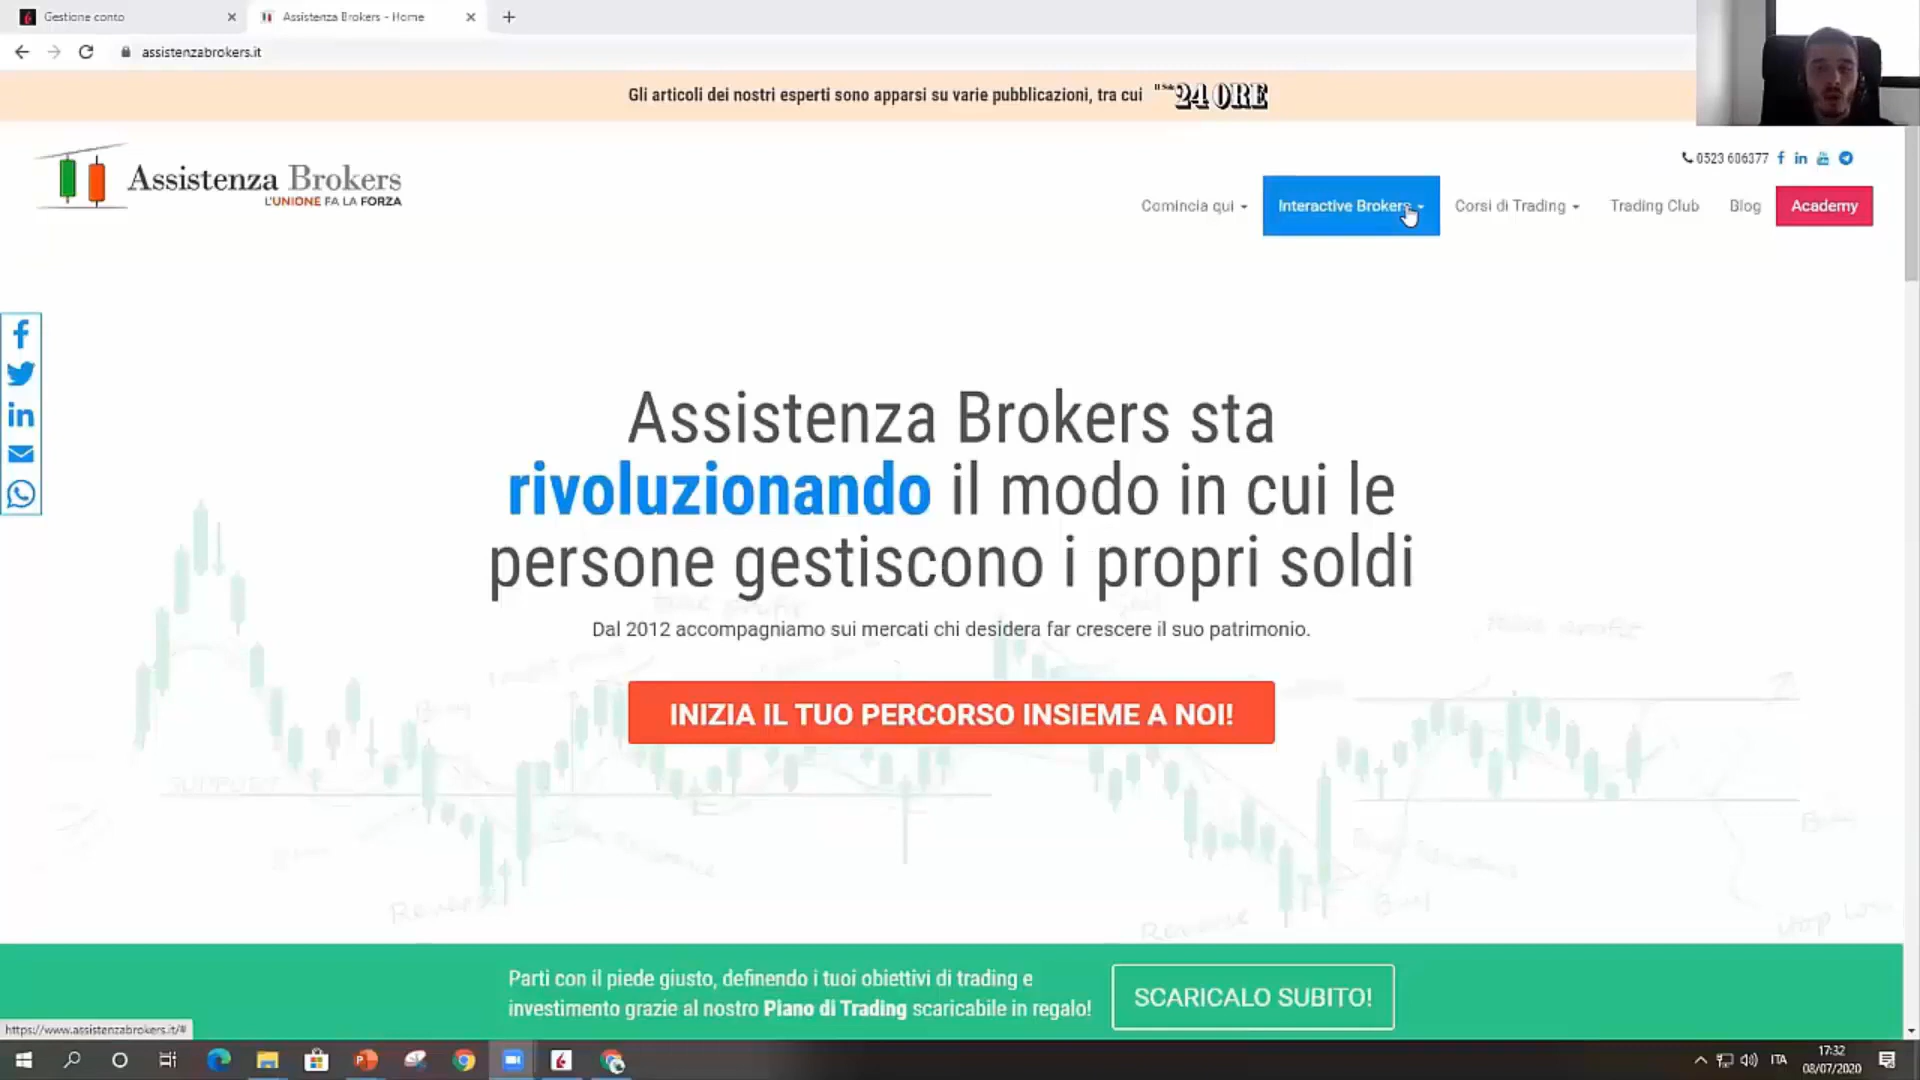 Gestione conto
Assistenza Brokers - Home
assistenzabrokers.it
Gli articoli dei nostri esperti sono apparsi su varie pubblicazioni, tra cui Il Sole 24 ORE
0523 606377
Assistenza Brokers
L'UNIONE FA LA FORZA
Comincia qui
Interactive Brokers
Corsi di Trading
Trading Club
Blog
Academy
Assistenza Brokers sta
rivoluzionando il modo in cui le
persone gestiscono i propri soldi
Dal 2012 accompagniamo sui mercati chi desidera far crescere il suo patrimonio.
INIZIA IL TUO PERCORSO INSIEME A NOI!
SUPPORT
Reverse
Buy
Parti con il piede giusto, definendo i tuoi obiettivi di trading e
investimento grazie al nostro Piano di Trading scaricabile in regalo!
SCARICALO SUBITO!
https://www.assistenzabrokers.it/#
ITA
17:32
08/07/2020